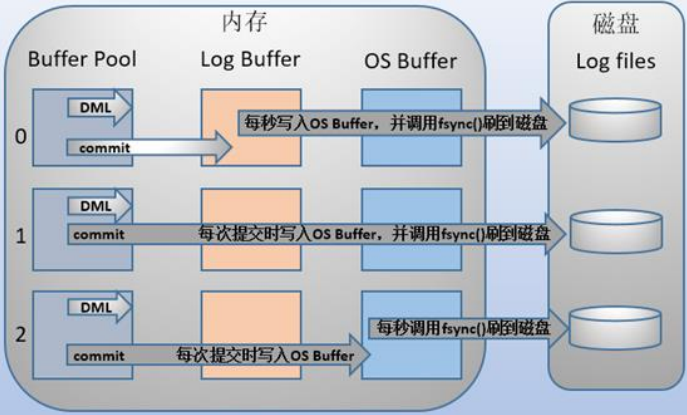 内存
磁盘
Buffer Pool
Log Buffer
OS Buffer
Log files
0
DML
每秒写入OS Buffer，并调用fsync()刷到磁盘
commit
1
DML
commit
每次提交时写入OS Buffer，并调用fsync()刷到磁盘
2
DML
每秒调用fsync()刷到磁盘
commit
每次提交时写入OS Buffer